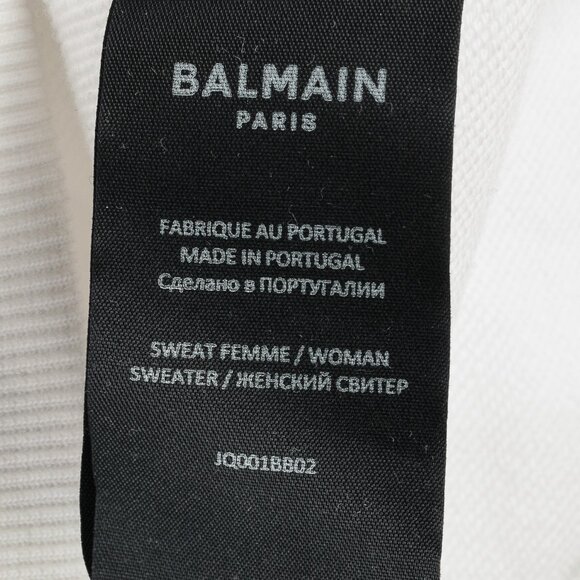 BALMAIN
PARIS
FABRIQUE AU PORTUGAL
MADE IN PORTUGAL
Сделано в ПОРТУГАЛИИ
SWEAT FEMME / WOMAN
SWEATER / ЖЕНСКИЙ СВИТЕР
JQ001BB02